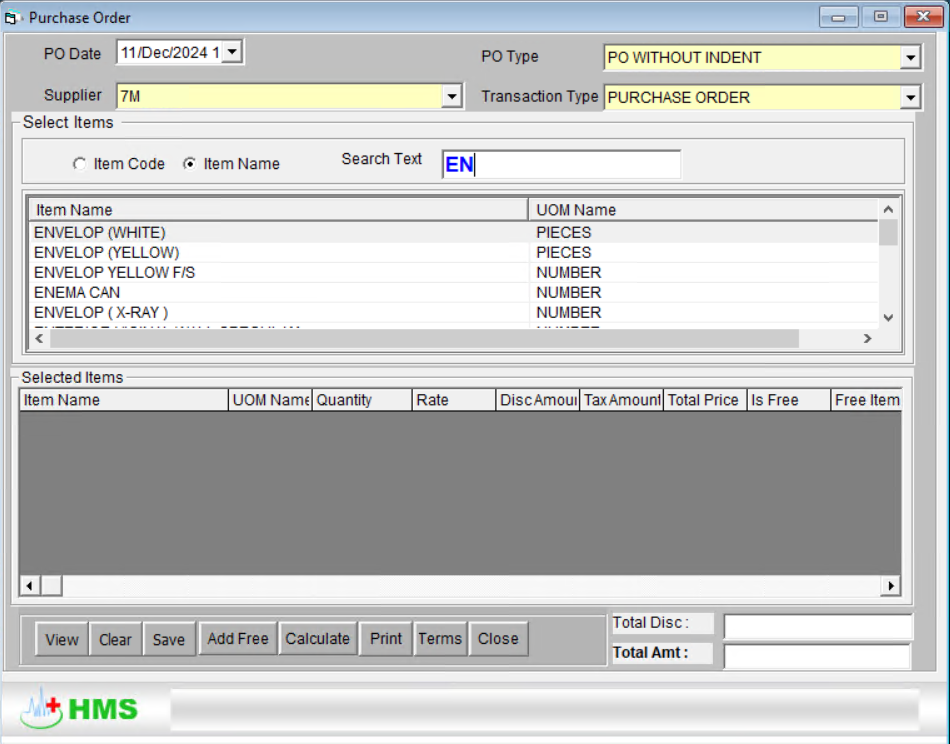 Purchase Order
PO Date 11/Dec/2024 1 PO Type PO WITHOUT INDENT
Supplier 7M Transaction Type PURCHASE ORDER
Select Items
Item Code Item Name Search Text EN
Item Name UOM Name
ENVELOP (WHITE) PIECES
ENVELOP (YELLOW) PIECES
ENVELOP YELLOW F/S NUMBER
ENEMA CAN NUMBER
ENVELOP ( X-RAY ) NUMBER
Selected Items
Item Name UOM Name Quantity Rate Disc Amou Tax Amount Total Price Is Free Free Item
View Clear Save Add Free Calculate Print Terms Close
Total Disc :
Total Amt :
HMS